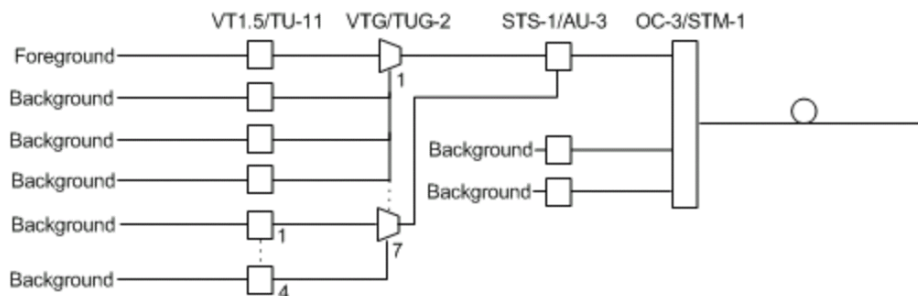 VT1.5/TU-11 VTG/TUG-2 STS-1/AU-3 OC-3/STM-1
Foreground
1
Background
Background
Background
Background
Background
Background
1
7
Background
4